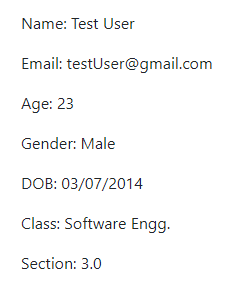 Name: Test User
Email: testUser@gmail.com
Age: 23
Gender: Male
DOB: 03/07/2014
Class: Software Engg.
Section: 3.0